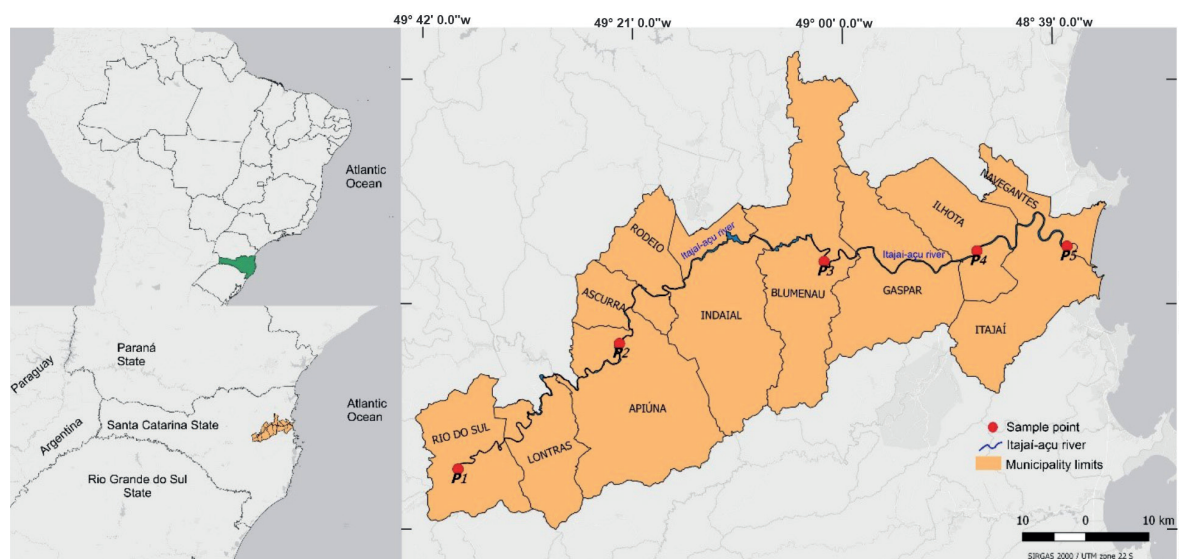 49° 42' 0.0"w
49° 21' 0.0"w
49° 00' 0.0"w
48° 39' 0.0"w
Atlantic
Ocean
Paraguay
Paraná
State
Argentina
Santa Catarina State
Atlantic
Ocean
Rio Grande do Sul
State
NAVEGANTES
ILHOTA
RODEIO
Itajaí-açu river
Itajaí-açu river
P4
P5
P3
ASCURRA
BLUMENAU
GASPAR
INDAIAL
ITAJAÍ
P2
APIÚNA
RIO DO SUL
LONTRAS
P1
Sample point
Itajaí-açu river
Municipality limits
10 0 10 km
SIRGAS 2000 / UTM zone 22 S